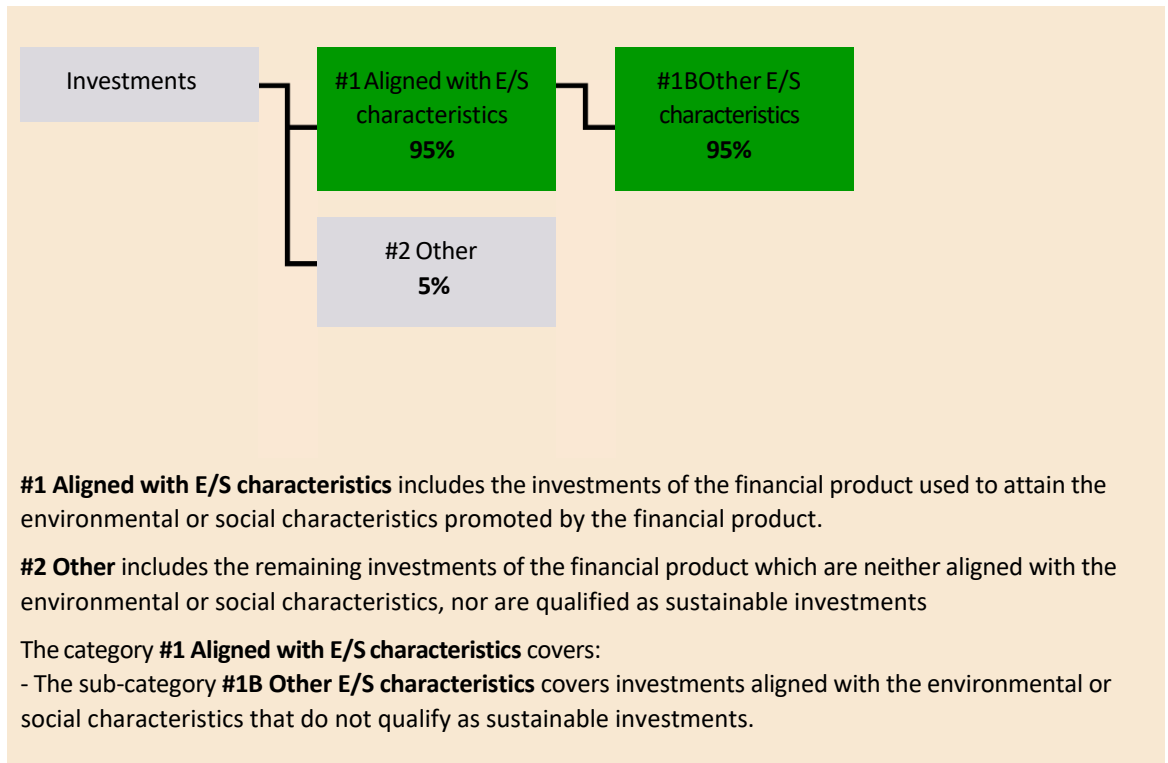 Investments
#1 Aligned with E/S
characteristics
95%
#1BOther E/S
characteristics
95%
#2 Other
5%
#1 Aligned with E/S characteristics includes the investments of the financial product used to attain the
environmental or social characteristics promoted by the financial product.
#2 Other includes the remaining investments of the financial product which are neither aligned with the
environmental or social characteristics, nor are qualified as sustainable investments
The category #1 Aligned with E/S characteristics covers:
- The sub-category #1B Other E/S characteristics covers investments aligned with the environmental or
social characteristics that do not qualify as sustainable investments.